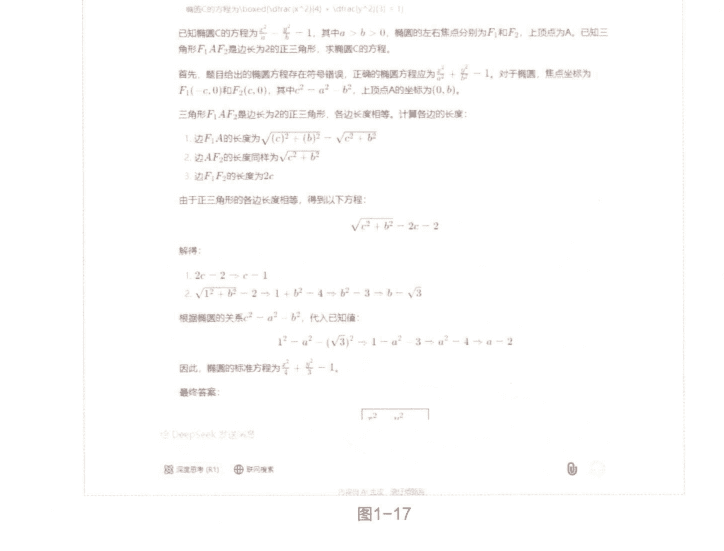 椭圆C的方程为\boxed{\dfrac{x^2}{4} + \dfrac{y^2}{3} = 1}
已知椭圆C的方程为 x²/a − y²/b = 1，其中a > b > 0，椭圆的左右焦点分别为F₁和F₂，上顶点为A。已知三
角形F₁AF₂是边长为2的正三角形，求椭圆C的方程。
首先，题目给出的椭圆方程存在符号错误，正确的椭圆方程应为 x²/a² + y²/b² = 1。对于椭圆，焦点坐标为
F₁(−c, 0)和F₂(c, 0)，其中c² = a² − b²，上顶点A的坐标为(0, b)。
三角形F₁AF₂是边长为2的正三角形，各边长度相等。计算各边的长度：
1. 边F₁A的长度为√((c)² + (b)²) = √(c² + b²)
2. 边AF₂的长度同样为√(c² + b²)
3. 边F₁F₂的长度为2c
由于正三角形的各边长度相等，得到以下方程：
√(c² + b²) = 2c = 2
解得：
1. 2c = 2 ⇒ c = 1
2. √(1² + b²) = 2 ⇒ 1 + b² = 4 ⇒ b² = 3 ⇒ b = √3
根据椭圆的关系c² = a² − b²，代入已知值：
1² = a² − (√3)² ⇒ 1 = a² − 3 ⇒ a² = 4 ⇒ a = 2
因此，椭圆的标准方程为 x²/4 + y²/3 = 1。
最终答案：
x² y²
给 DeepSeek 发送消息
深度思考 (R1) 联网搜索
内容由 AI 生成，请仔细甄别
图1-17